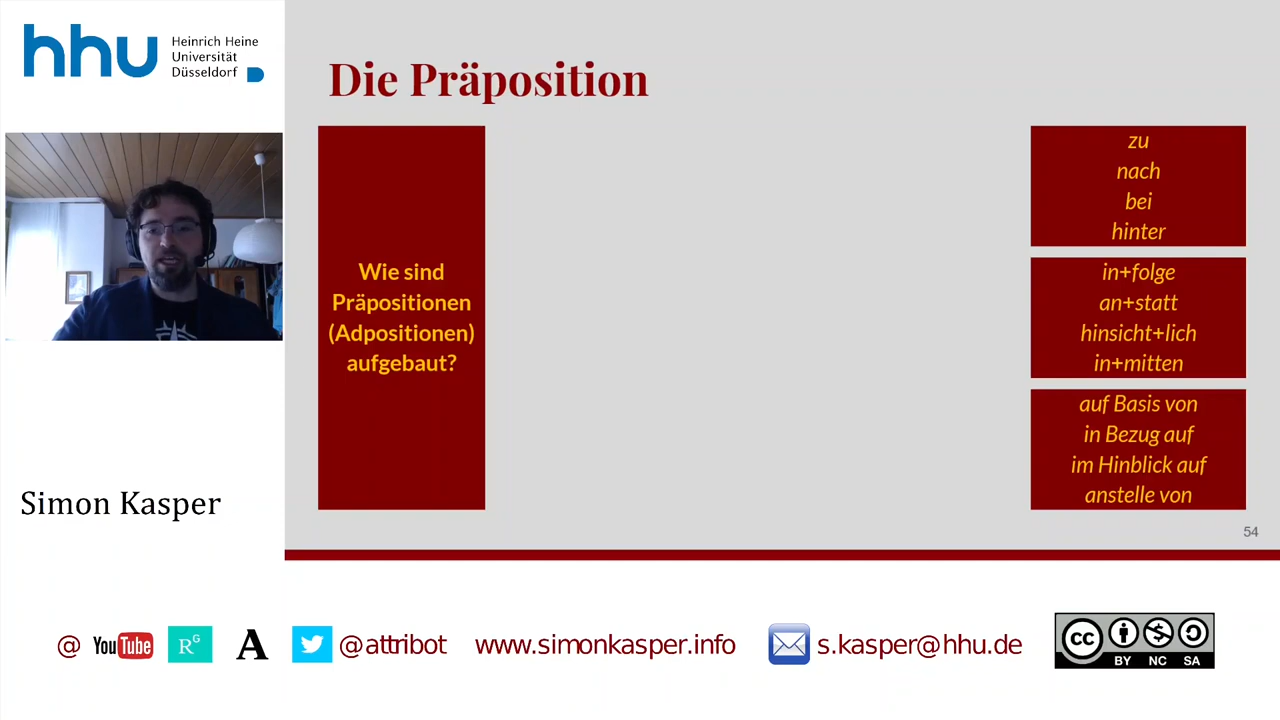 hhu
Heinrich Heine
Universität
Düsseldorf
Die Präposition
Wie sind
Präpositionen
(Adpositionen)
aufgebaut?
zu
nach
bei
hinter
in+folge
an+statt
hinsicht+lich
in+mitten
auf Basis von
in Bezug auf
im Hinblick auf
anstelle von
54
Simon Kasper
@ YouTube RG A @attribot www.simonkasper.info s.kasper@hhu.de
cc BY NC SA